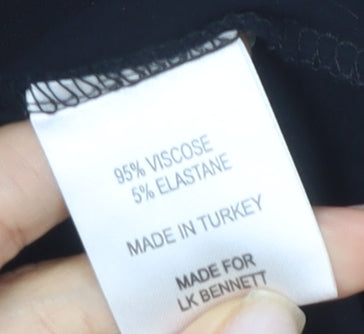 95% VISCOSE
5% ELASTANE
MADE IN TURKEY
MADE FOR
LK BENNETT